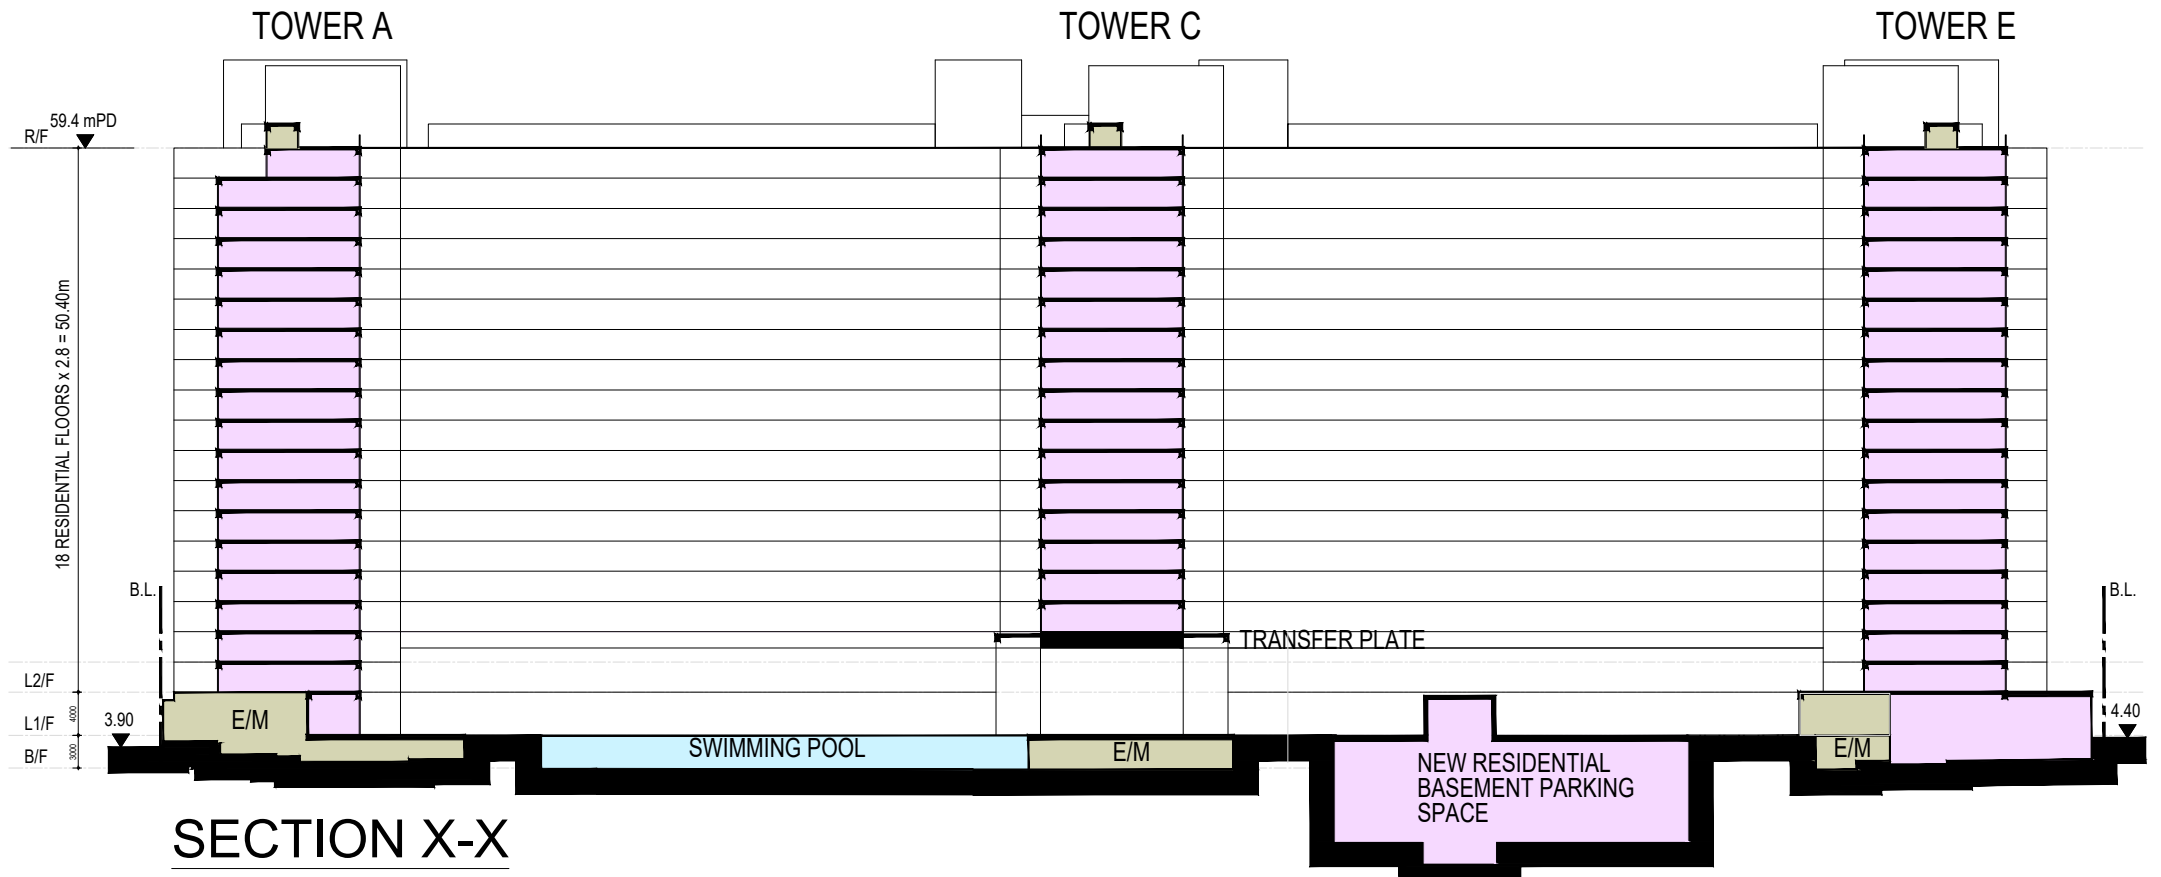 TOWER A
TOWER C
TOWER E
59.4 mPD
R/F
18 RESIDENTIAL FLOORS x 2.8 = 50.40m
B.L.
B.L.
TRANSFER PLATE
L2/F
L1/F
4000
3.90
E/M
4.40
B/F
3000
SWIMMING POOL
E/M
E/M
NEW RESIDENTIAL
BASEMENT PARKING
SPACE
SECTION X-X